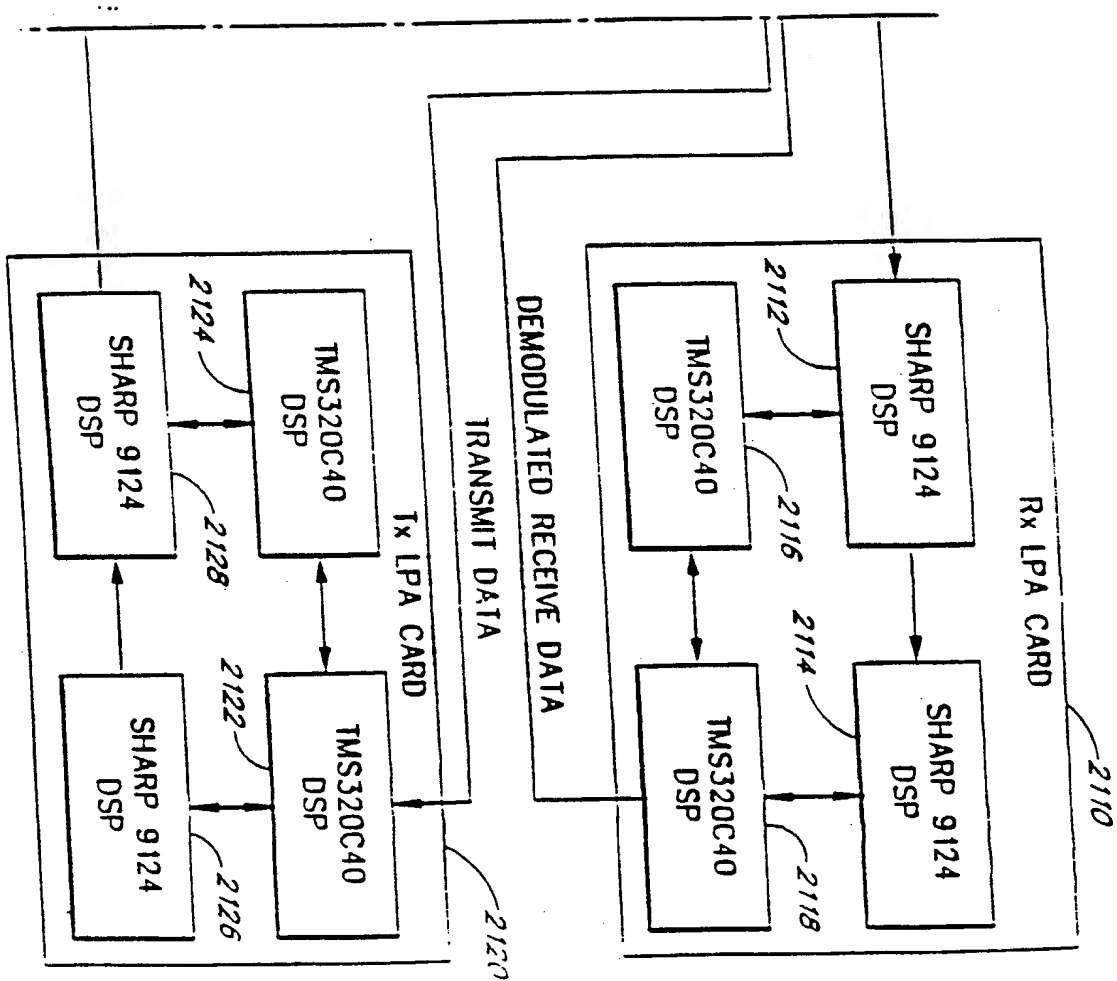 Rx LPA CARD
2110
SHARP 9124
DSP
2112
SHARP 9124
DSP
2114
TMS320C40
DSP
2116
TMS320C40
DSP
2118
DEMODULATED RECEIVE DATA
TRANSMIT DATA
Tx LPA CARD
2120
TMS320C40
DSP
2124
TMS320C40
DSP
2122
SHARP 9124
DSP
2128
SHARP 9124
DSP
2126